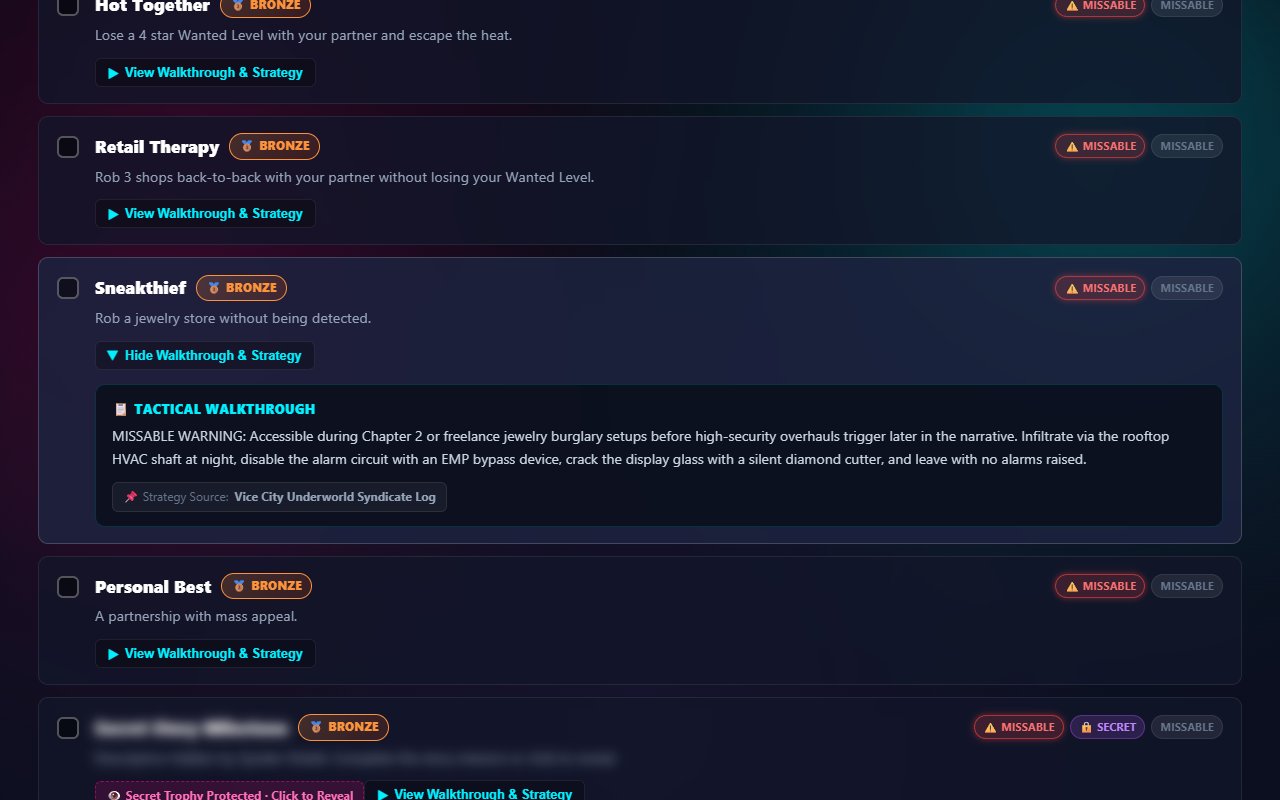 Hot Together BRONZE MISSABLE MISSABLE
Lose a 4 star Wanted Level with your partner and escape the heat.
▶ View Walkthrough & Strategy
Retail Therapy BRONZE MISSABLE MISSABLE
Rob 3 shops back-to-back with your partner without losing your Wanted Level.
▶ View Walkthrough & Strategy
Sneakthief BRONZE MISSABLE MISSABLE
Rob a jewelry store without being detected.
▼ Hide Walkthrough & Strategy
TACTICAL WALKTHROUGH
MISSABLE WARNING: Accessible during Chapter 2 or freelance jewelry burglary setups before high-security overhauls trigger later in the narrative. Infiltrate via the rooftop
HVAC shaft at night, disable the alarm circuit with an EMP bypass device, crack the display glass with a silent diamond cutter, and leave with no alarms raised.
Strategy Source: Vice City Underworld Syndicate Log
Personal Best BRONZE MISSABLE MISSABLE
A partnership with mass appeal.
▶ View Walkthrough & Strategy
BRONZE MISSABLE SECRET MISSABLE
Secret Trophy Protected · Click to Reveal ▶ View Walkthrough & Strategy